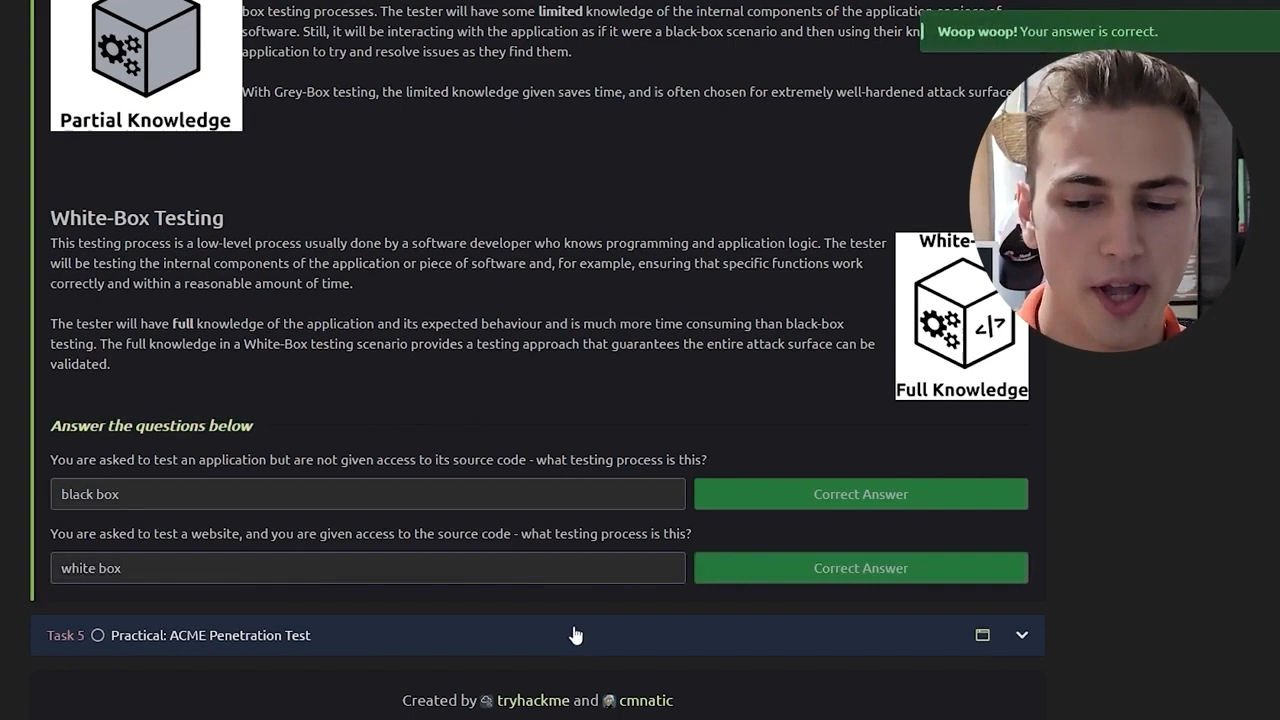 box testing processes. The tester will have some limited knowledge of the internal components of the application or piece of
software. Still, it will be interacting with the application as if it were a black-box scenario and then using their
Woop woop! Your answer is correct.
application to try and resolve issues as they find them.
With Grey-Box testing, the limited knowledge given saves time, and is often chosen for extremely well-hardened attack surface
Partial Knowledge
White-Box Testing
This testing process is a low-level process usually done by a software developer who knows programming and application logic. The tester
will be testing the internal components of the application or piece of software and, for example, ensuring that specific functions work
correctly and within a reasonable amount of time.
The tester will have full knowledge of the application and its expected behaviour and is much more time consuming than black-box
testing. The full knowledge in a White-Box testing scenario provides a testing approach that guarantees the entire attack surface can be
validated.
White-
</>
Full Knowledge
Answer the questions below
You are asked to test an application but are not given access to its source code - what testing process is this?
black box
Correct Answer
You are asked to test a website, and you are given access to the source code - what testing process is this?
white box
Correct Answer
Task 5 Practical: ACME Penetration Test
Created by tryhackme and cmnatic